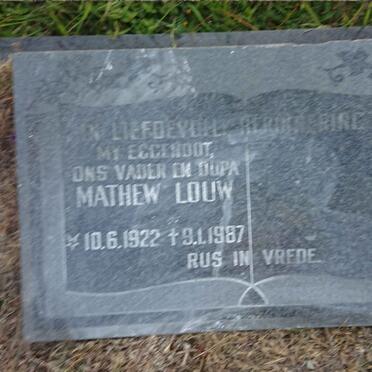 IN LIEFDEVOLLE HERINNERING
MY EGGENOOT,
ONS VADER EN OUPA
MATHEW LOUW
* 10.6.1922 † 9.1.1987
RUS IN VREDE.